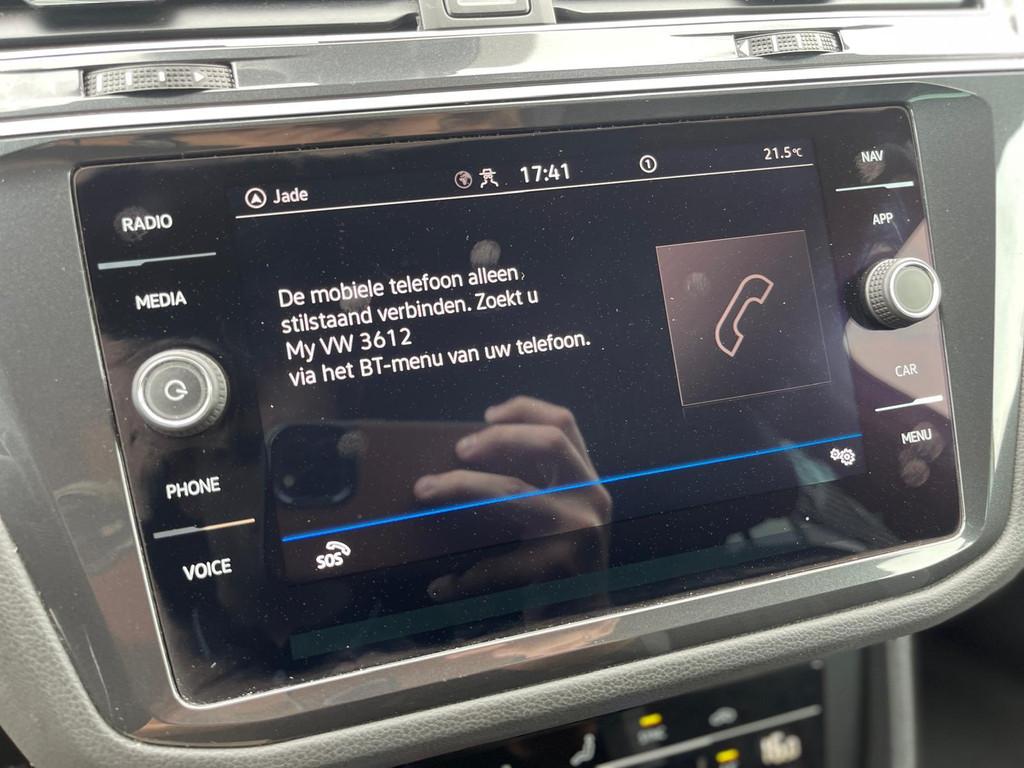 Jade
17:41
1
21.5°C
NAV
RADIO
APP
De mobiele telefoon alleen
stilstaand verbinden. Zoekt u
My VW 3612
via het BT-menu van uw telefoon.
MEDIA
CAR
MENU
PHONE
SOS
VOICE